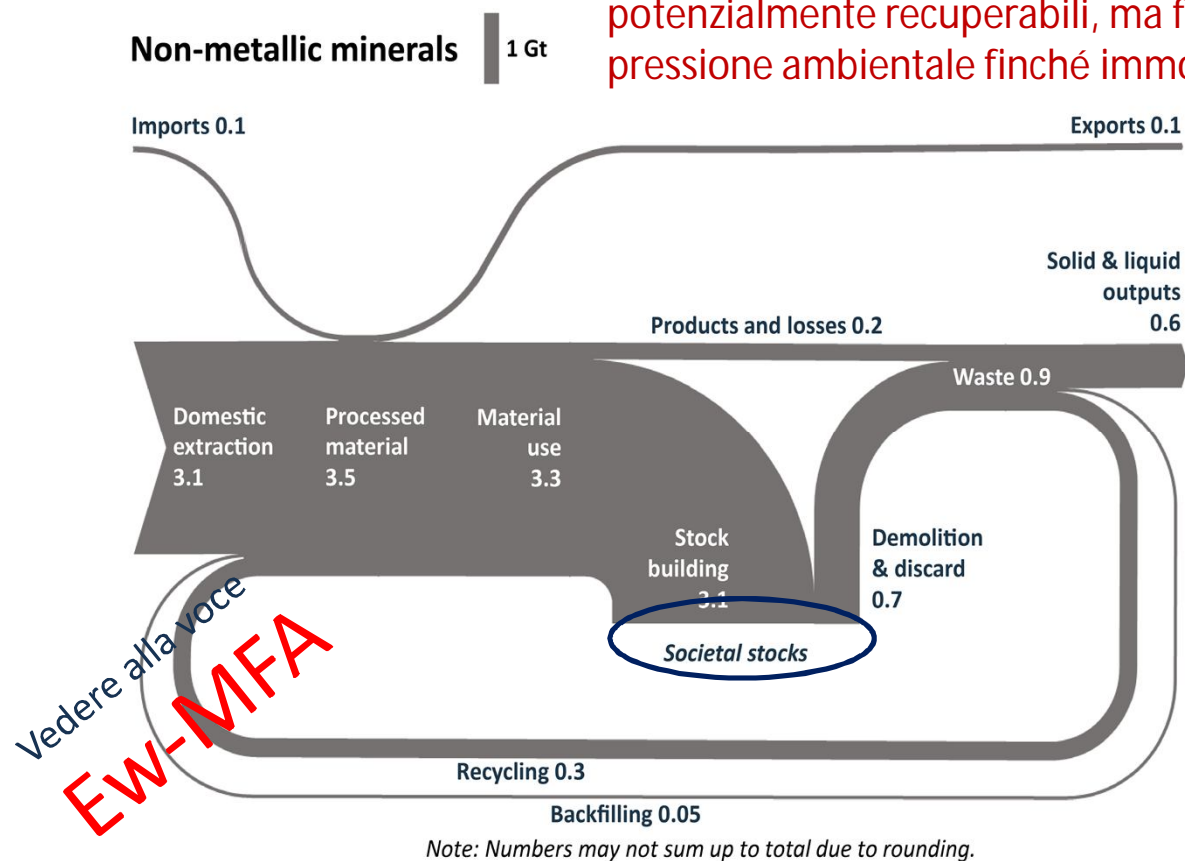 potenzialmente recuperabili, ma f
pressione ambientale finché immo
Non-metallic minerals
1 Gt
Imports 0.1
Exports 0.1
Solid & liquid
outputs
0.6
Products and losses 0.2
Waste 0.9
Domestic
extraction
3.1
Processed
material
3.5
Material
use
3.3
Stock
building
3.1
Demolition
& discard
0.7
Societal stocks
Vedere alla voce
Ew-MFA
Recycling 0.3
Backfilling 0.05
Note: Numbers may not sum up to total due to rounding.